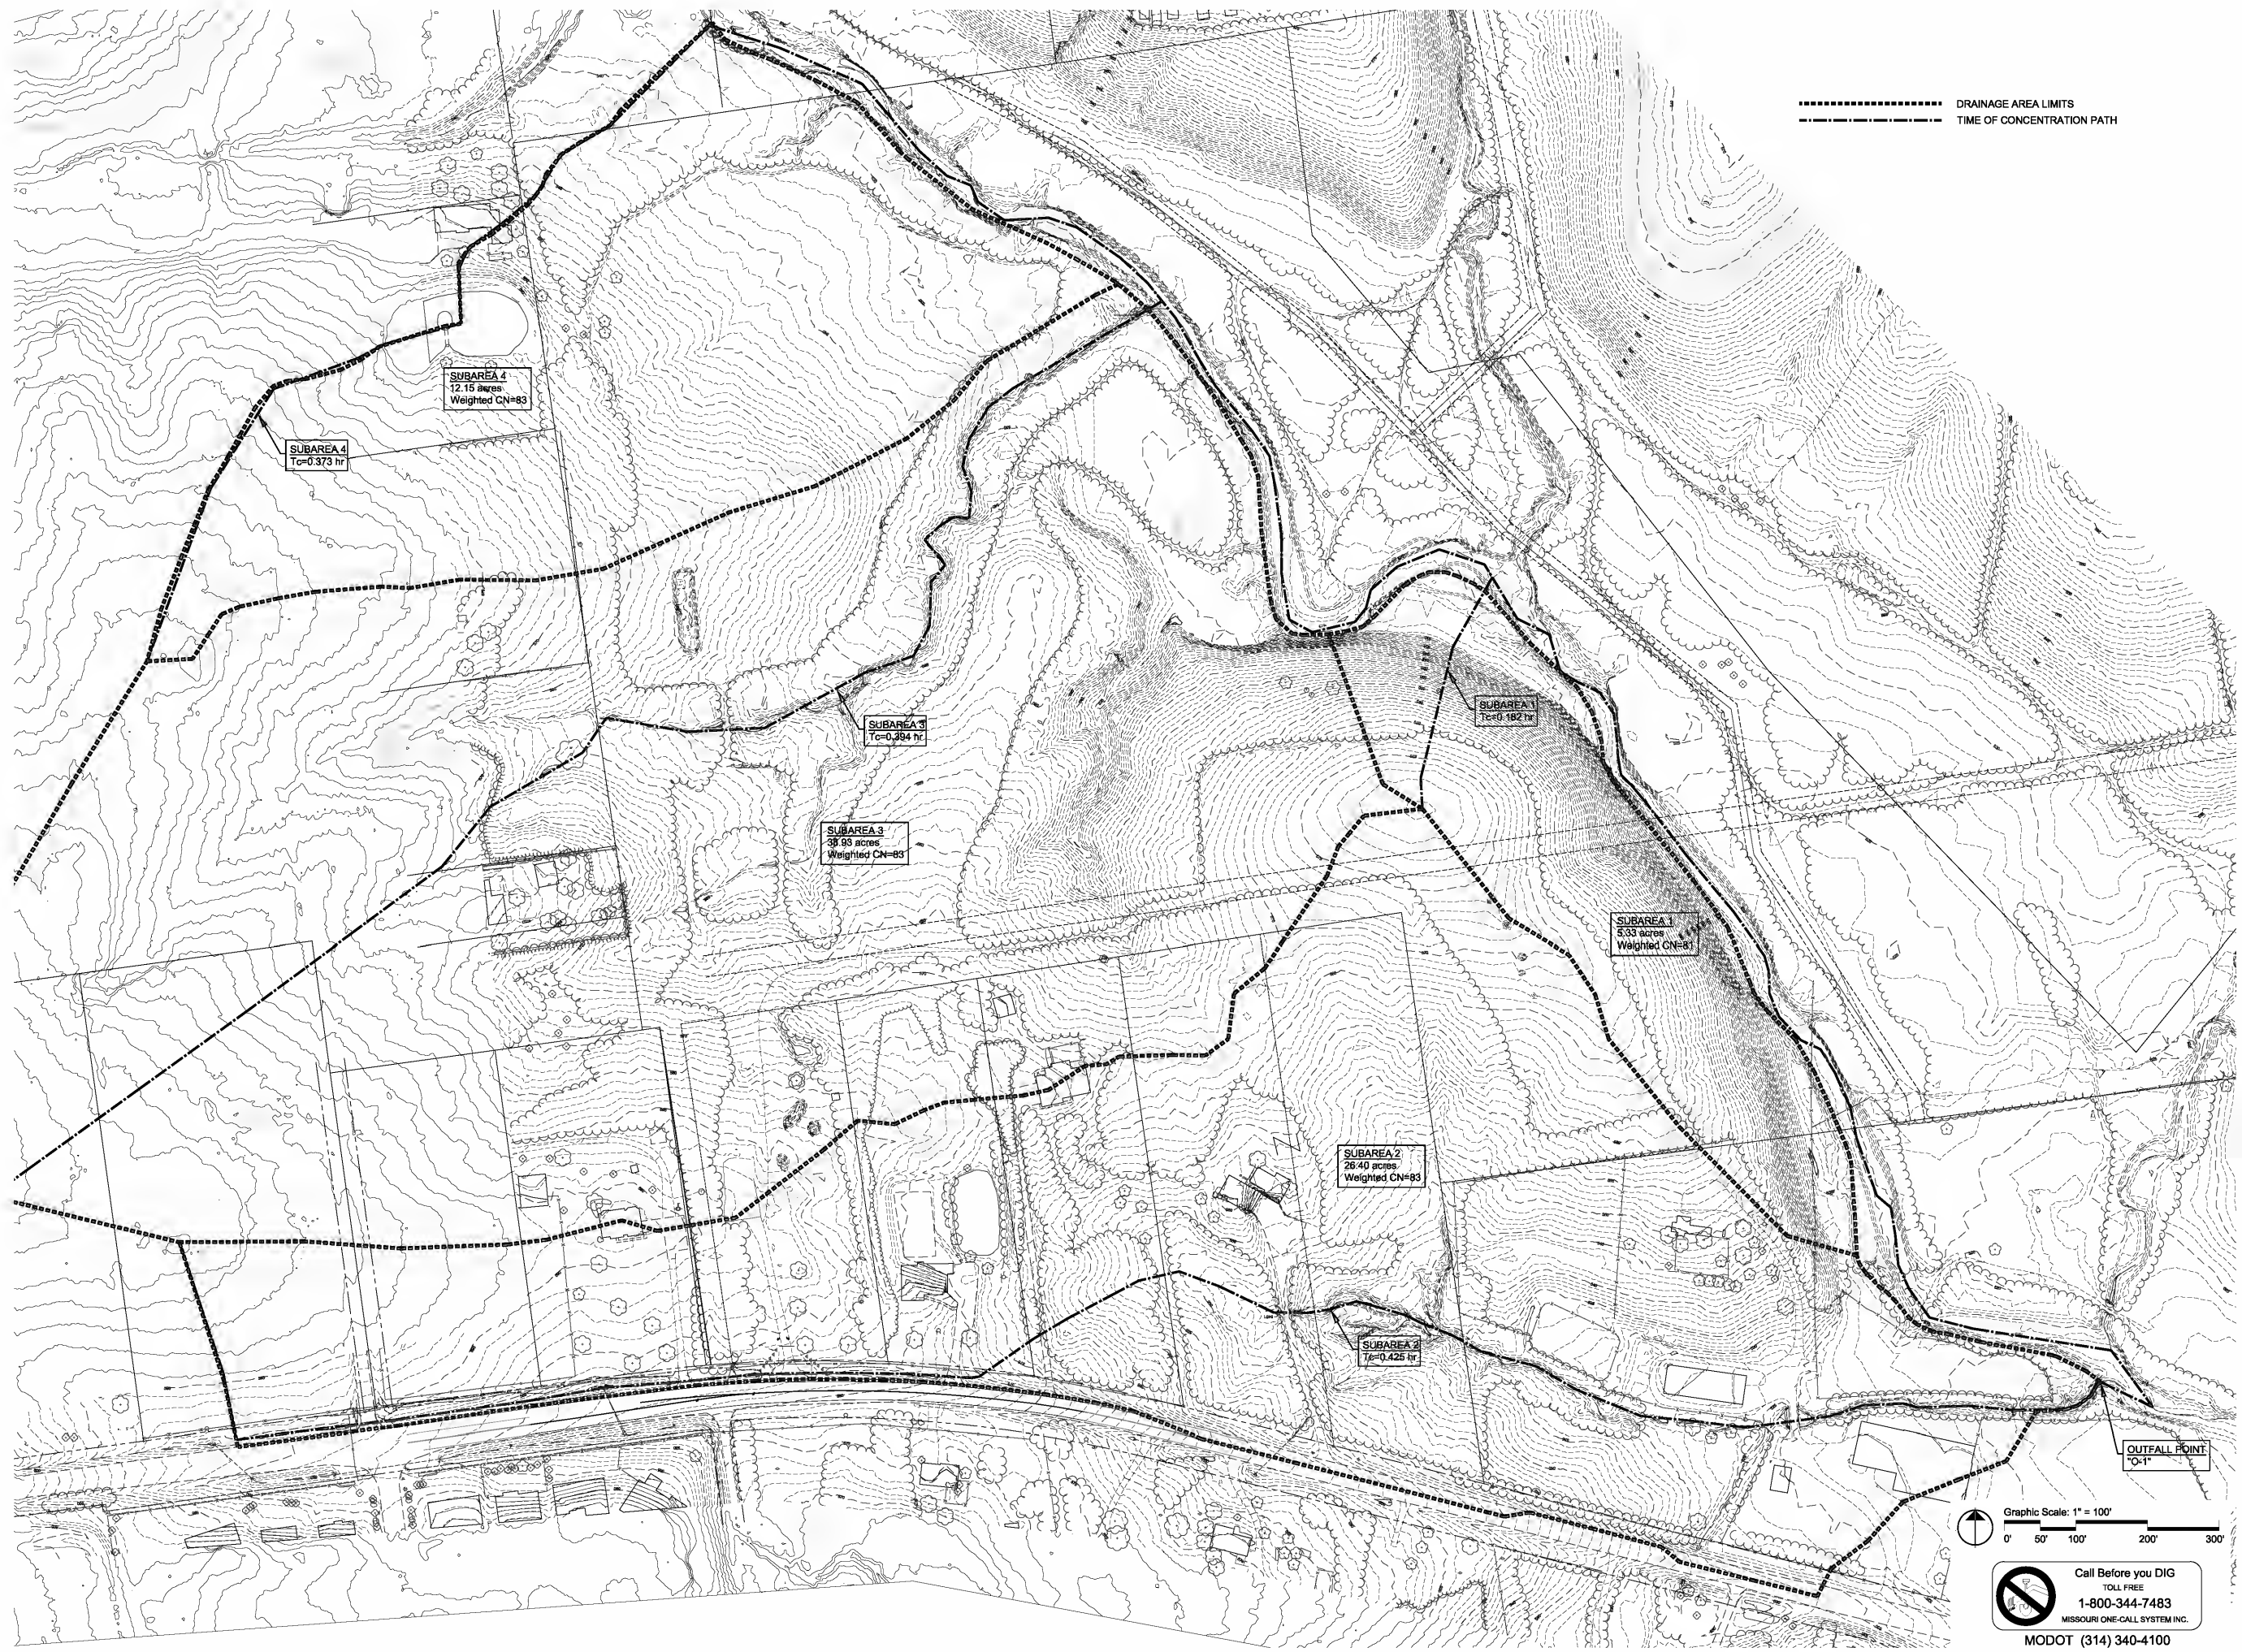 DRAINAGE AREA LIMITS
TIME OF CONCENTRATION PATH
SUBAREA 4
12.15 acres
Weighted CN=83
SUBAREA 4
Tc=0.373 hr
SUBAREA 1
Tc=0.182 hr
SUBAREA 3
Tc=0.394 hr
SUBAREA 3
38.93 acres
Weighted CN=83
SUBAREA 1
5.33 acres
Weighted CN=81
SUBAREA 2
26.40 acres
Weighted CN=83
SUBAREA 2
Tc=0.425 hr
OUTFALL POINT
"O-1"
Graphic Scale: 1" = 100'
0' 50' 100' 200' 300'
Call Before you DIG
TOLL FREE
1-800-344-7483
MISSOURI ONE-CALL SYSTEM INC.
MODOT (314) 340-4100